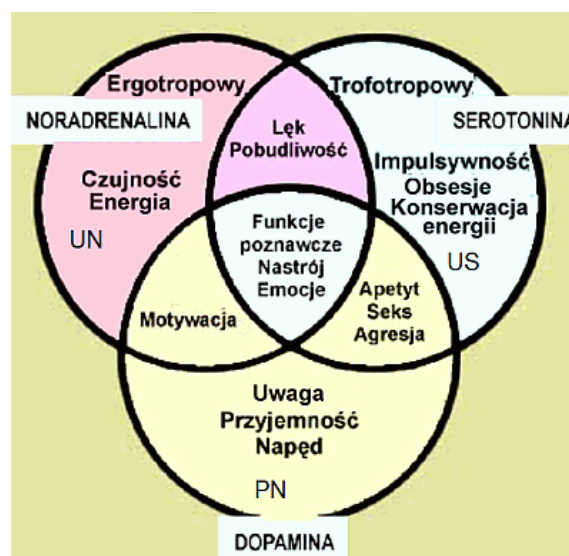 Ergotropowy
Trofotropowy
NORADRENALINA
SEROTONINA
Lęk
Pobudliwość
Czujność
Energia
UN
Impulsywność
Obsesje
Konserwacja
energii
US
Funkcje
poznawcze
Nastrój
Emocje
Motywacja
Apetyt
Seks
Agresja
Uwaga
Przyjemność
Napęd
PN
DOPAMINA